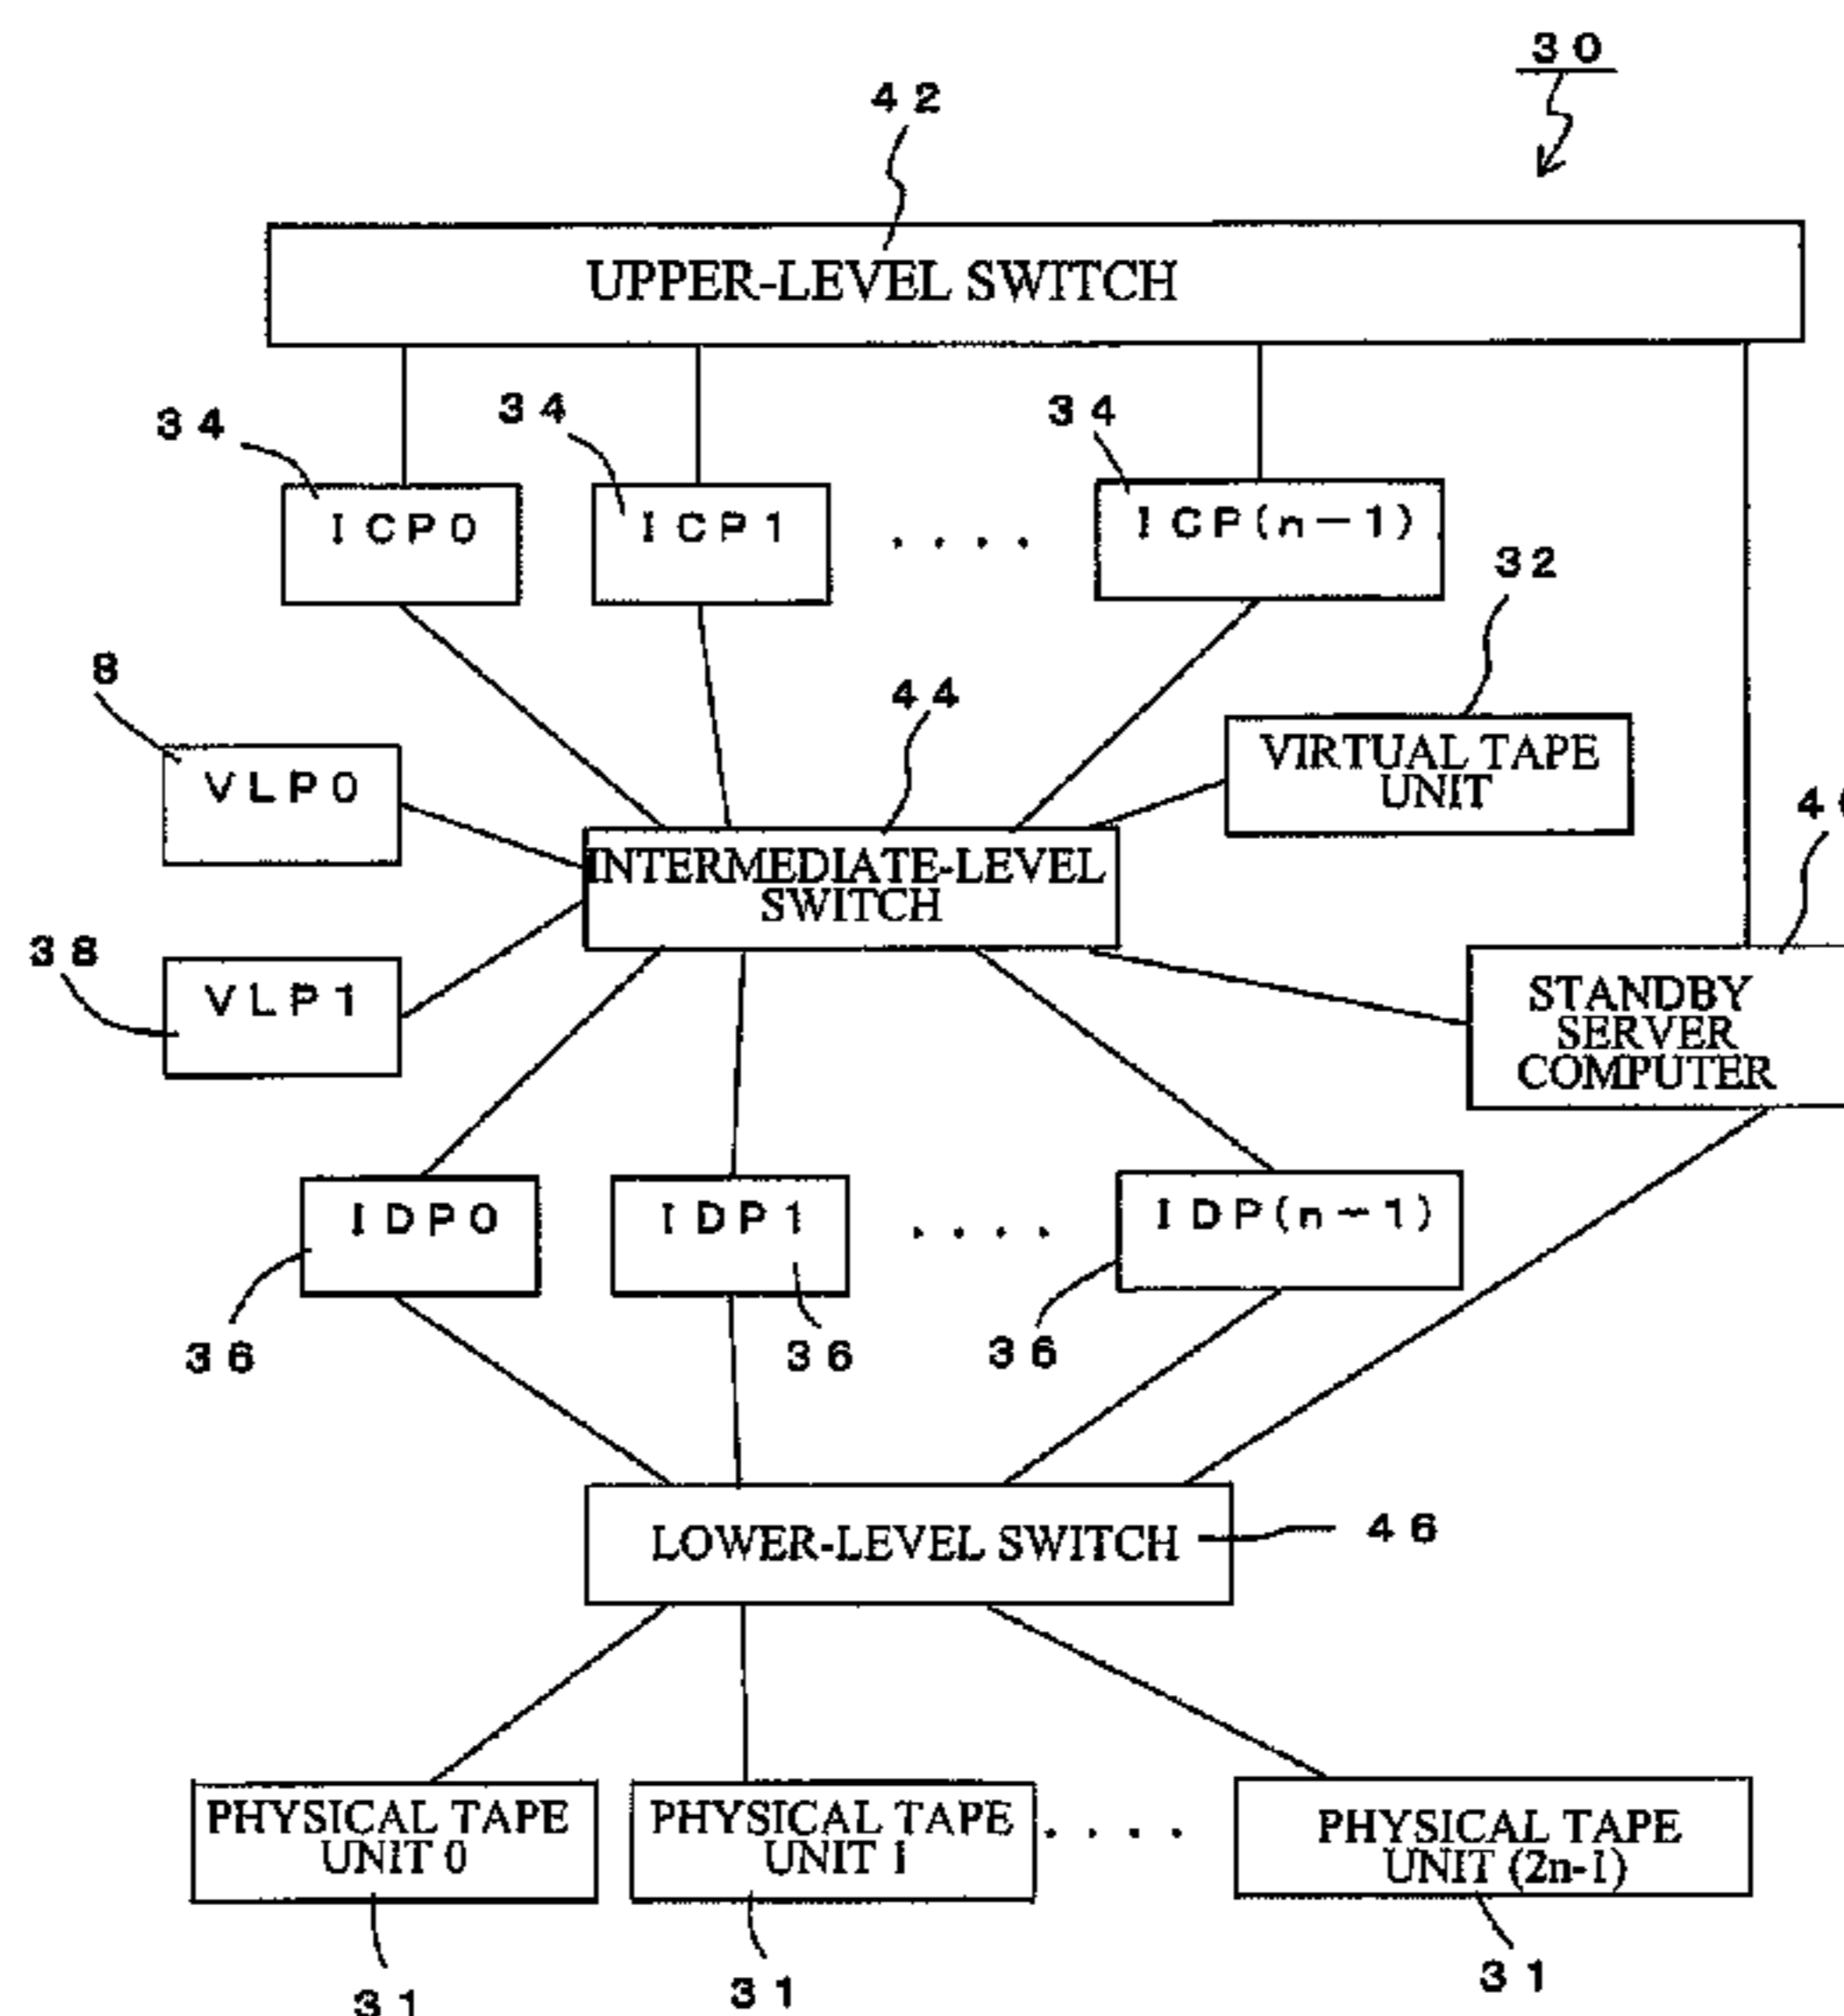 30
42
UPPER-LEVEL SWITCH
34
34
34
ICP0
ICP1
· · · ·
ICP(n-1)
32
8
44
VLP0
VIRTUAL TAPE
UNIT
INTERMEDIATE-LEVEL
SWITCH
38
VLP1
STANDBY
SERVER
COMPUTER
IDP0
IDP1
· · · ·
IDP(n-1)
36
36
36
LOWER-LEVEL SWITCH
46
PHYSICAL TAPE
UNIT 0
PHYSICAL TAPE
UNIT 1
· · · ·
PHYSICAL TAPE
UNIT (2n-1)
31
31
31